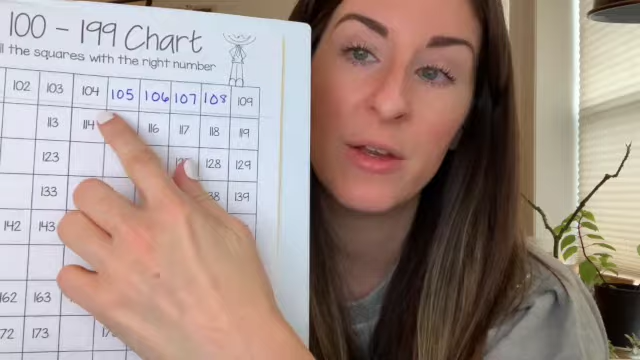 100 - 199 Chart
the squares with the right number
102 103 104 105 106 107 108 109
113 114 116 117 118 119
123 128 129
133 139
142 143
162 163
172 173